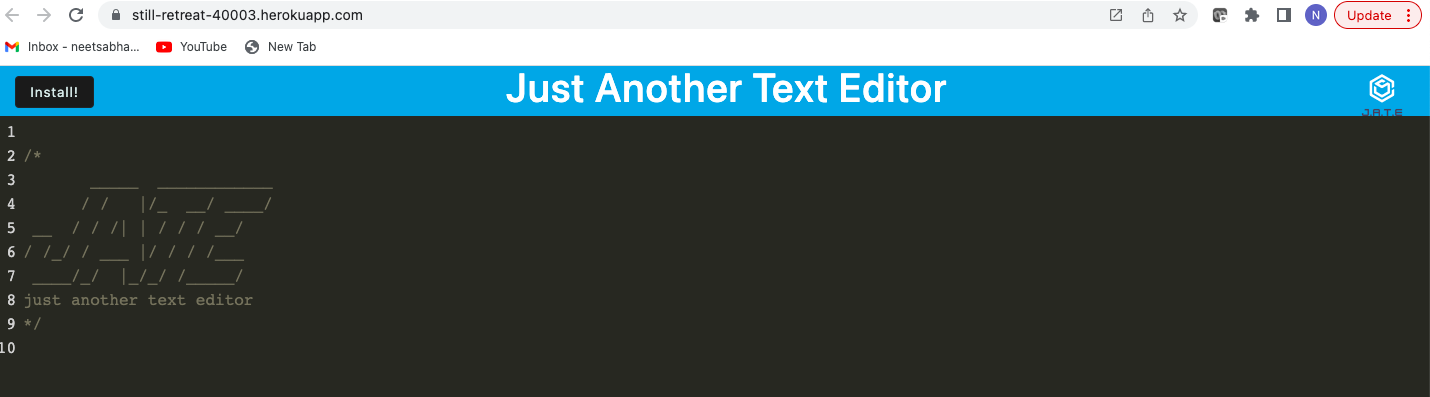 still-retreat-40003.herokuapp.com
N
Update
Inbox - neetsabha...
YouTube
New Tab
Install!
Just Another Text Editor
J.A.T.E
1
2 /*
3        _____  ____________
4       / /   |/_  __/ ____/
5  __  / / /| | / / / __/
6 / /_/ / ___ |/ / / /___
7  ____/_/  |_/_/ /_____/
8 just another text editor
9 */
10